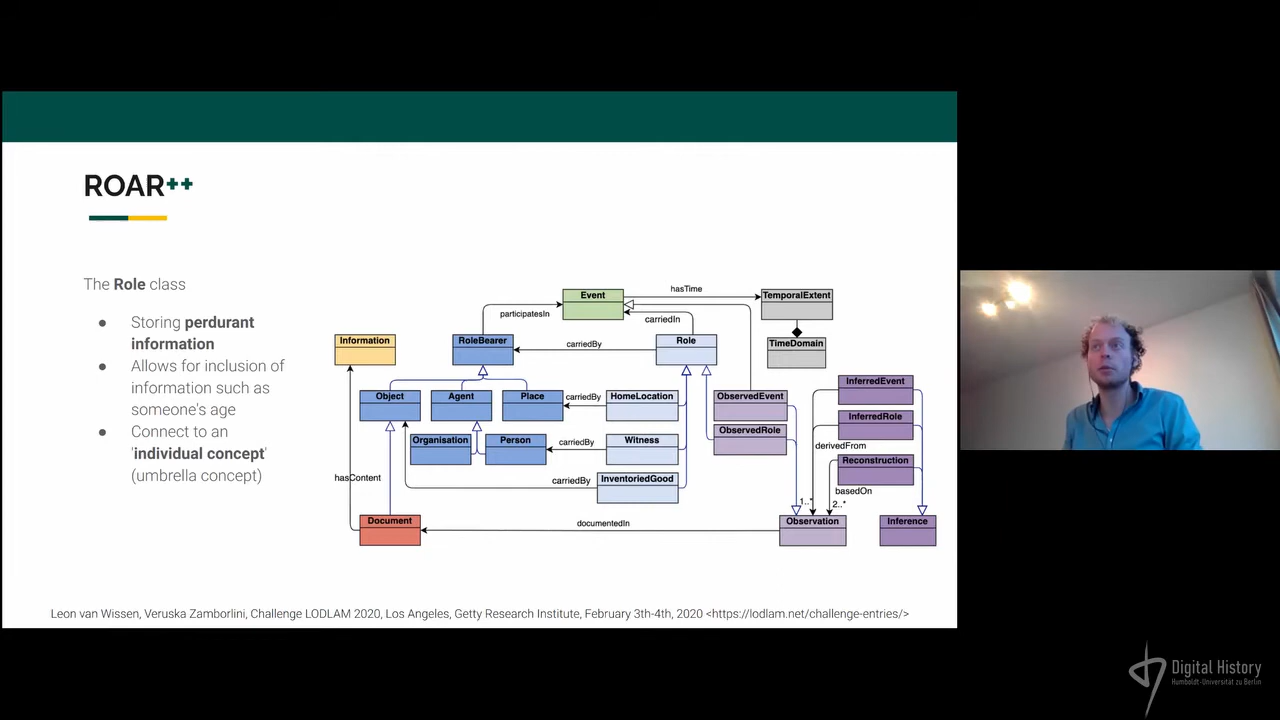 ROAR++
The Role class
● Storing perdurant
information
● Allows for inclusion of
information such as
someone's age
● Connect to an
'individual concept'
(umbrella concept)
Event
hasTime
TemporalExtent
participatesIn
carriedIn
Information
RoleBearer
carriedBy
Role
TimeDomain
Object
Agent
Place
carriedBy
HomeLocation
ObservedEvent
InferredEvent
Organisation
Person
carriedBy
Witness
ObservedRole
InferredRole
derivedFrom
hasContent
carriedBy
InventoriedGood
Reconstruction
basedOn
1..*
2..*
Document
documentedIn
Observation
Inference
Leon van Wissen, Veruska Zamborlini, Challenge LODLAM 2020, Los Angeles, Getty Research Institute, February 3th-4th, 2020 <https://lodlam.net/challenge-entries/>
Digital History
Humboldt-Universität zu Berlin